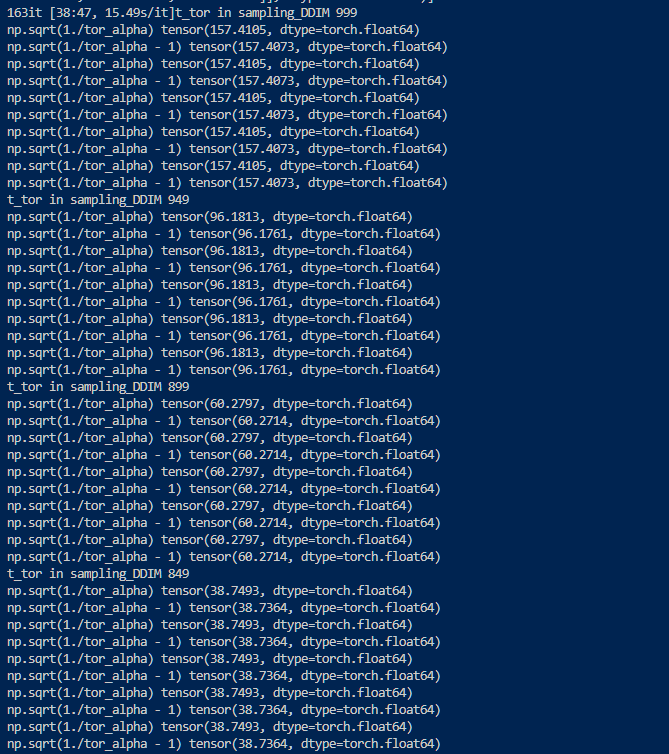 163it [38:47, 15.49s/it]t_tor in sampling_DDIM 999
np.sqrt(1./tor_alpha) tensor(157.4105, dtype=torch.float64)
np.sqrt(1./tor_alpha - 1) tensor(157.4073, dtype=torch.float64)
np.sqrt(1./tor_alpha) tensor(157.4105, dtype=torch.float64)
np.sqrt(1./tor_alpha - 1) tensor(157.4073, dtype=torch.float64)
np.sqrt(1./tor_alpha) tensor(157.4105, dtype=torch.float64)
np.sqrt(1./tor_alpha - 1) tensor(157.4073, dtype=torch.float64)
np.sqrt(1./tor_alpha) tensor(157.4105, dtype=torch.float64)
np.sqrt(1./tor_alpha - 1) tensor(157.4073, dtype=torch.float64)
np.sqrt(1./tor_alpha) tensor(157.4105, dtype=torch.float64)
np.sqrt(1./tor_alpha - 1) tensor(157.4073, dtype=torch.float64)
t_tor in sampling_DDIM 949
np.sqrt(1./tor_alpha) tensor(96.1813, dtype=torch.float64)
np.sqrt(1./tor_alpha - 1) tensor(96.1761, dtype=torch.float64)
np.sqrt(1./tor_alpha) tensor(96.1813, dtype=torch.float64)
np.sqrt(1./tor_alpha - 1) tensor(96.1761, dtype=torch.float64)
np.sqrt(1./tor_alpha) tensor(96.1813, dtype=torch.float64)
np.sqrt(1./tor_alpha - 1) tensor(96.1761, dtype=torch.float64)
np.sqrt(1./tor_alpha) tensor(96.1813, dtype=torch.float64)
np.sqrt(1./tor_alpha - 1) tensor(96.1761, dtype=torch.float64)
np.sqrt(1./tor_alpha) tensor(96.1813, dtype=torch.float64)
np.sqrt(1./tor_alpha - 1) tensor(96.1761, dtype=torch.float64)
t_tor in sampling_DDIM 899
np.sqrt(1./tor_alpha) tensor(60.2797, dtype=torch.float64)
np.sqrt(1./tor_alpha - 1) tensor(60.2714, dtype=torch.float64)
np.sqrt(1./tor_alpha) tensor(60.2797, dtype=torch.float64)
np.sqrt(1./tor_alpha - 1) tensor(60.2714, dtype=torch.float64)
np.sqrt(1./tor_alpha) tensor(60.2797, dtype=torch.float64)
np.sqrt(1./tor_alpha - 1) tensor(60.2714, dtype=torch.float64)
np.sqrt(1./tor_alpha) tensor(60.2797, dtype=torch.float64)
np.sqrt(1./tor_alpha - 1) tensor(60.2714, dtype=torch.float64)
np.sqrt(1./tor_alpha) tensor(60.2797, dtype=torch.float64)
np.sqrt(1./tor_alpha - 1) tensor(60.2714, dtype=torch.float64)
t_tor in sampling_DDIM 849
np.sqrt(1./tor_alpha) tensor(38.7493, dtype=torch.float64)
np.sqrt(1./tor_alpha - 1) tensor(38.7364, dtype=torch.float64)
np.sqrt(1./tor_alpha) tensor(38.7493, dtype=torch.float64)
np.sqrt(1./tor_alpha - 1) tensor(38.7364, dtype=torch.float64)
np.sqrt(1./tor_alpha) tensor(38.7493, dtype=torch.float64)
np.sqrt(1./tor_alpha - 1) tensor(38.7364, dtype=torch.float64)
np.sqrt(1./tor_alpha) tensor(38.7493, dtype=torch.float64)
np.sqrt(1./tor_alpha - 1) tensor(38.7364, dtype=torch.float64)
np.sqrt(1./tor_alpha) tensor(38.7493, dtype=torch.float64)
np.sqrt(1./tor_alpha - 1) tensor(38.7364, dtype=torch.float64)